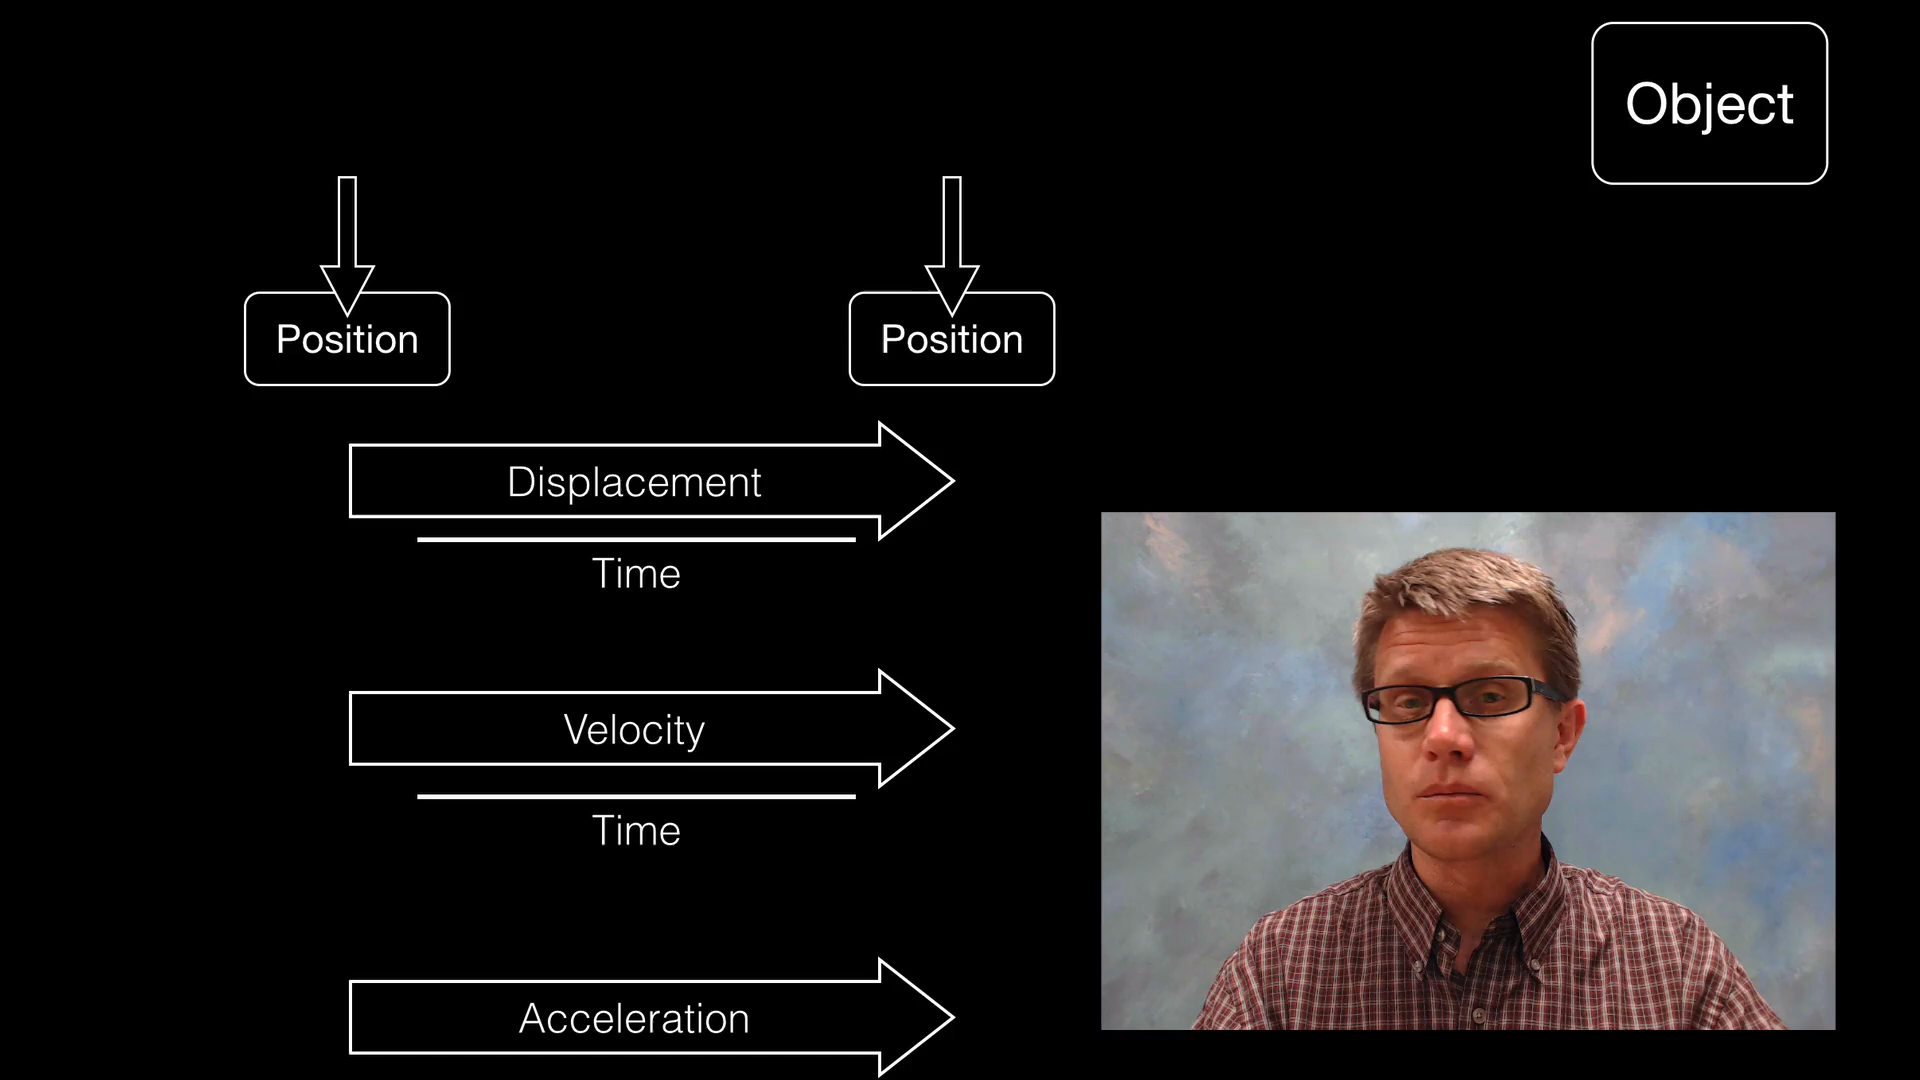 Object
Position
Position
Displacement
Time
Velocity
Time
Acceleration